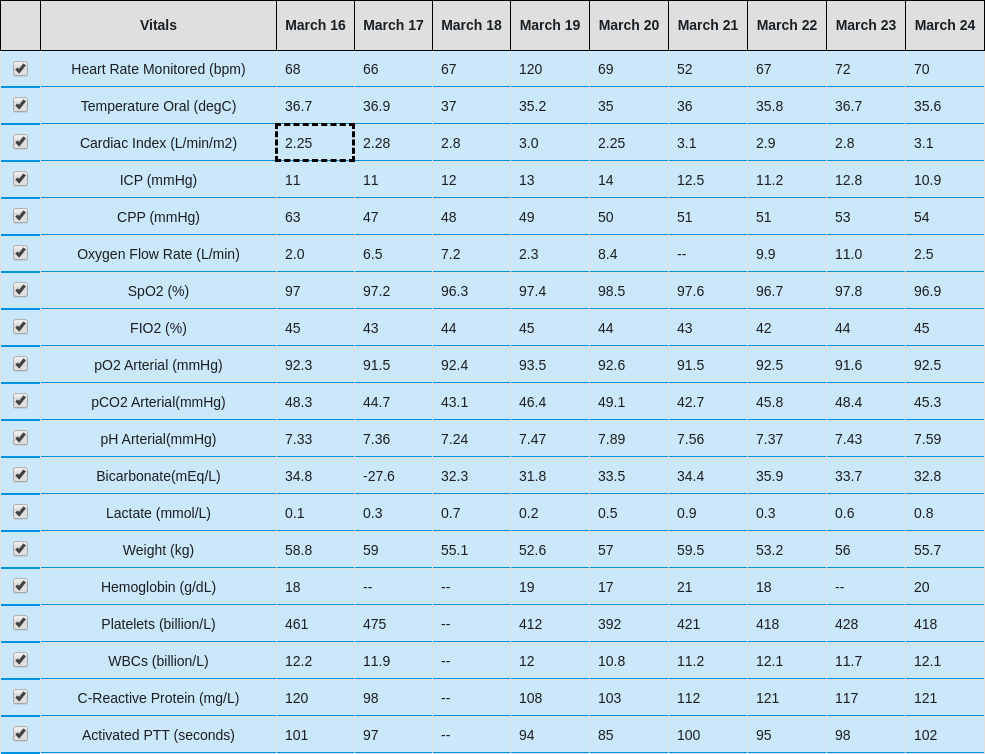 Vitals March 16 March 17 March 18 March 19 March 20 March 21 March 22 March 23 March 24
Heart Rate Monitored (bpm) 68 66 67 120 69 52 67 72 70
Temperature Oral (degC) 36.7 36.9 37 35.2 35 36 35.8 36.7 35.6
Cardiac Index (L/min/m2) 2.25 2.28 2.8 3.0 2.25 3.1 2.9 2.8 3.1
ICP (mmHg) 11 11 12 13 14 12.5 11.2 12.8 10.9
CPP (mmHg) 63 47 48 49 50 51 51 53 54
Oxygen Flow Rate (L/min) 2.0 6.5 7.2 2.3 8.4 -- 9.9 11.0 2.5
SpO2 (%) 97 97.2 96.3 97.4 98.5 97.6 96.7 97.8 96.9
FIO2 (%) 45 43 44 45 44 43 42 44 45
pO2 Arterial (mmHg) 92.3 91.5 92.4 93.5 92.6 91.5 92.5 91.6 92.5
pCO2 Arterial(mmHg) 48.3 44.7 43.1 46.4 49.1 42.7 45.8 48.4 45.3
pH Arterial(mmHg) 7.33 7.36 7.24 7.47 7.89 7.56 7.37 7.43 7.59
Bicarbonate(mEq/L) 34.8 -27.6 32.3 31.8 33.5 34.4 35.9 33.7 32.8
Lactate (mmol/L) 0.1 0.3 0.7 0.2 0.5 0.9 0.3 0.6 0.8
Weight (kg) 58.8 59 55.1 52.6 57 59.5 53.2 56 55.7
Hemoglobin (g/dL) 18 -- -- 19 17 21 18 -- 20
Platelets (billion/L) 461 475 -- 412 392 421 418 428 418
WBCs (billion/L) 12.2 11.9 -- 12 10.8 11.2 12.1 11.7 12.1
C-Reactive Protein (mg/L) 120 98 -- 108 103 112 121 117 121
Activated PTT (seconds) 101 97 -- 94 85 100 95 98 102